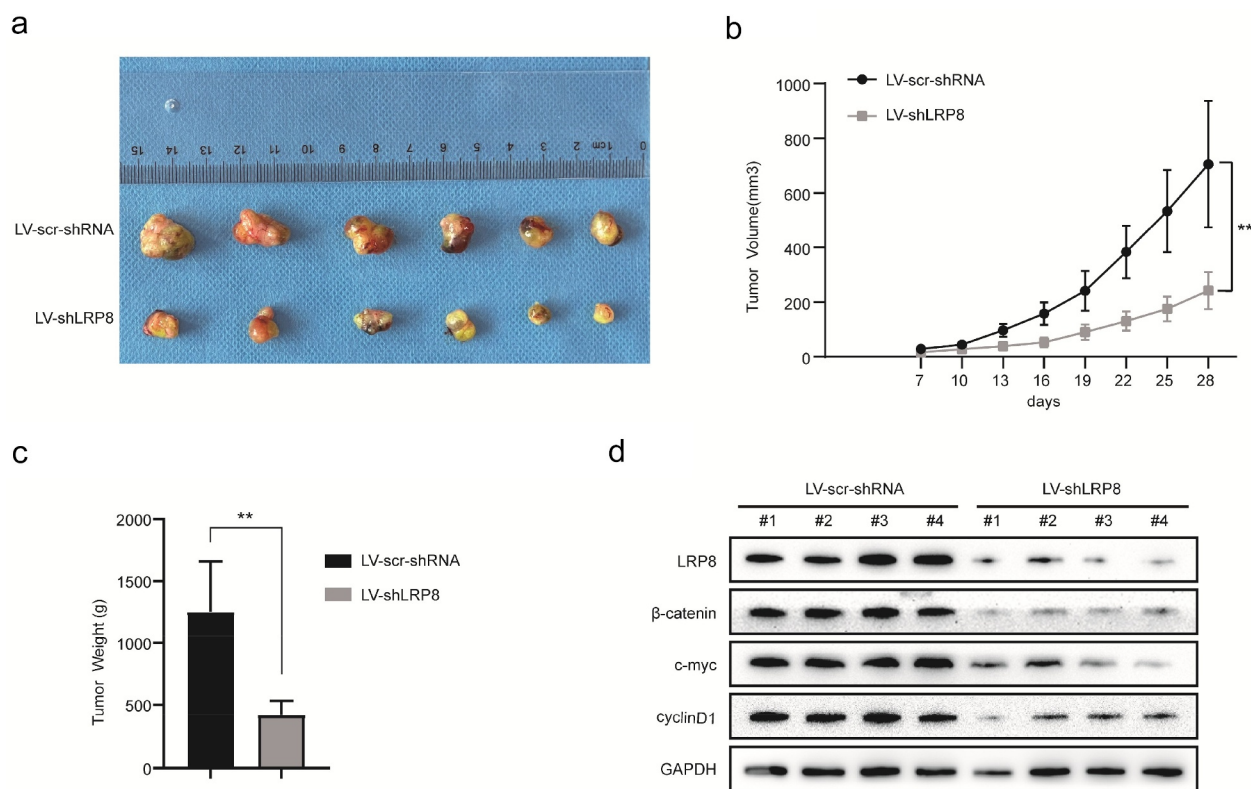 a
15 14 13 12 11 10 9 8 7 6 5 4 3 2 1cm 0
LV-scr-shRNA
LV-shLRP8
b
LV-scr-shRNA
LV-shLRP8
Tumor Volume(mm3)
1000
800
600
400
200
0
**
7 10 13 16 19 22 25 28
days
c
Tumor Weight (g)
2000
1500
1000
500
0
**
LV-scr-shRNA
LV-shLRP8
d
LV-scr-shRNA LV-shLRP8
#1 #2 #3 #4 #1 #2 #3 #4
LRP8
β-catenin
c-myc
cyclinD1
GAPDH